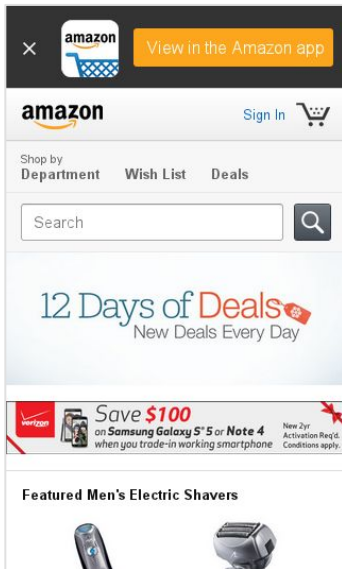 amazon
View in the Amazon app
amazon
Sign In
Shop by
Department Wish List Deals
Search
12 Days of Deals
New Deals Every Day
verizon
Save $100
on Samsung Galaxy S® 5 or Note 4
when you trade-in working smartphone
New 2yr
Activation Req'd.
Conditions apply.
Featured Men's Electric Shavers